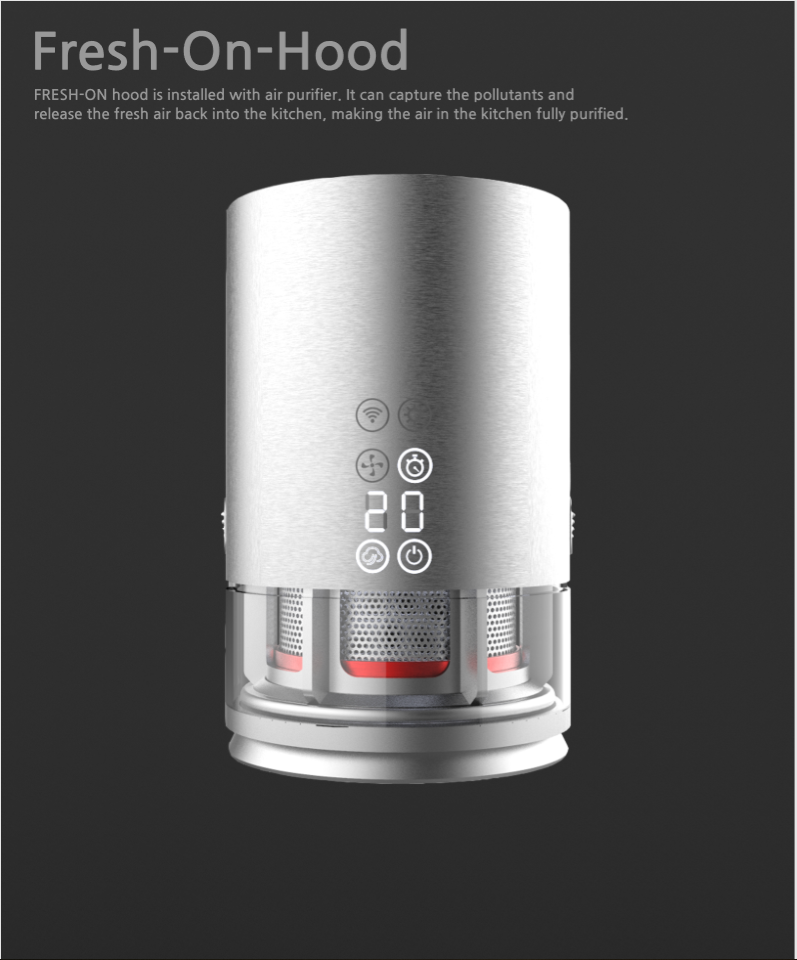 Fresh-On-Hood
FRESH-ON hood is installed with air purifier. It can capture the pollutants and
release the fresh air back into the kitchen, making the air in the kitchen fully purified.
20